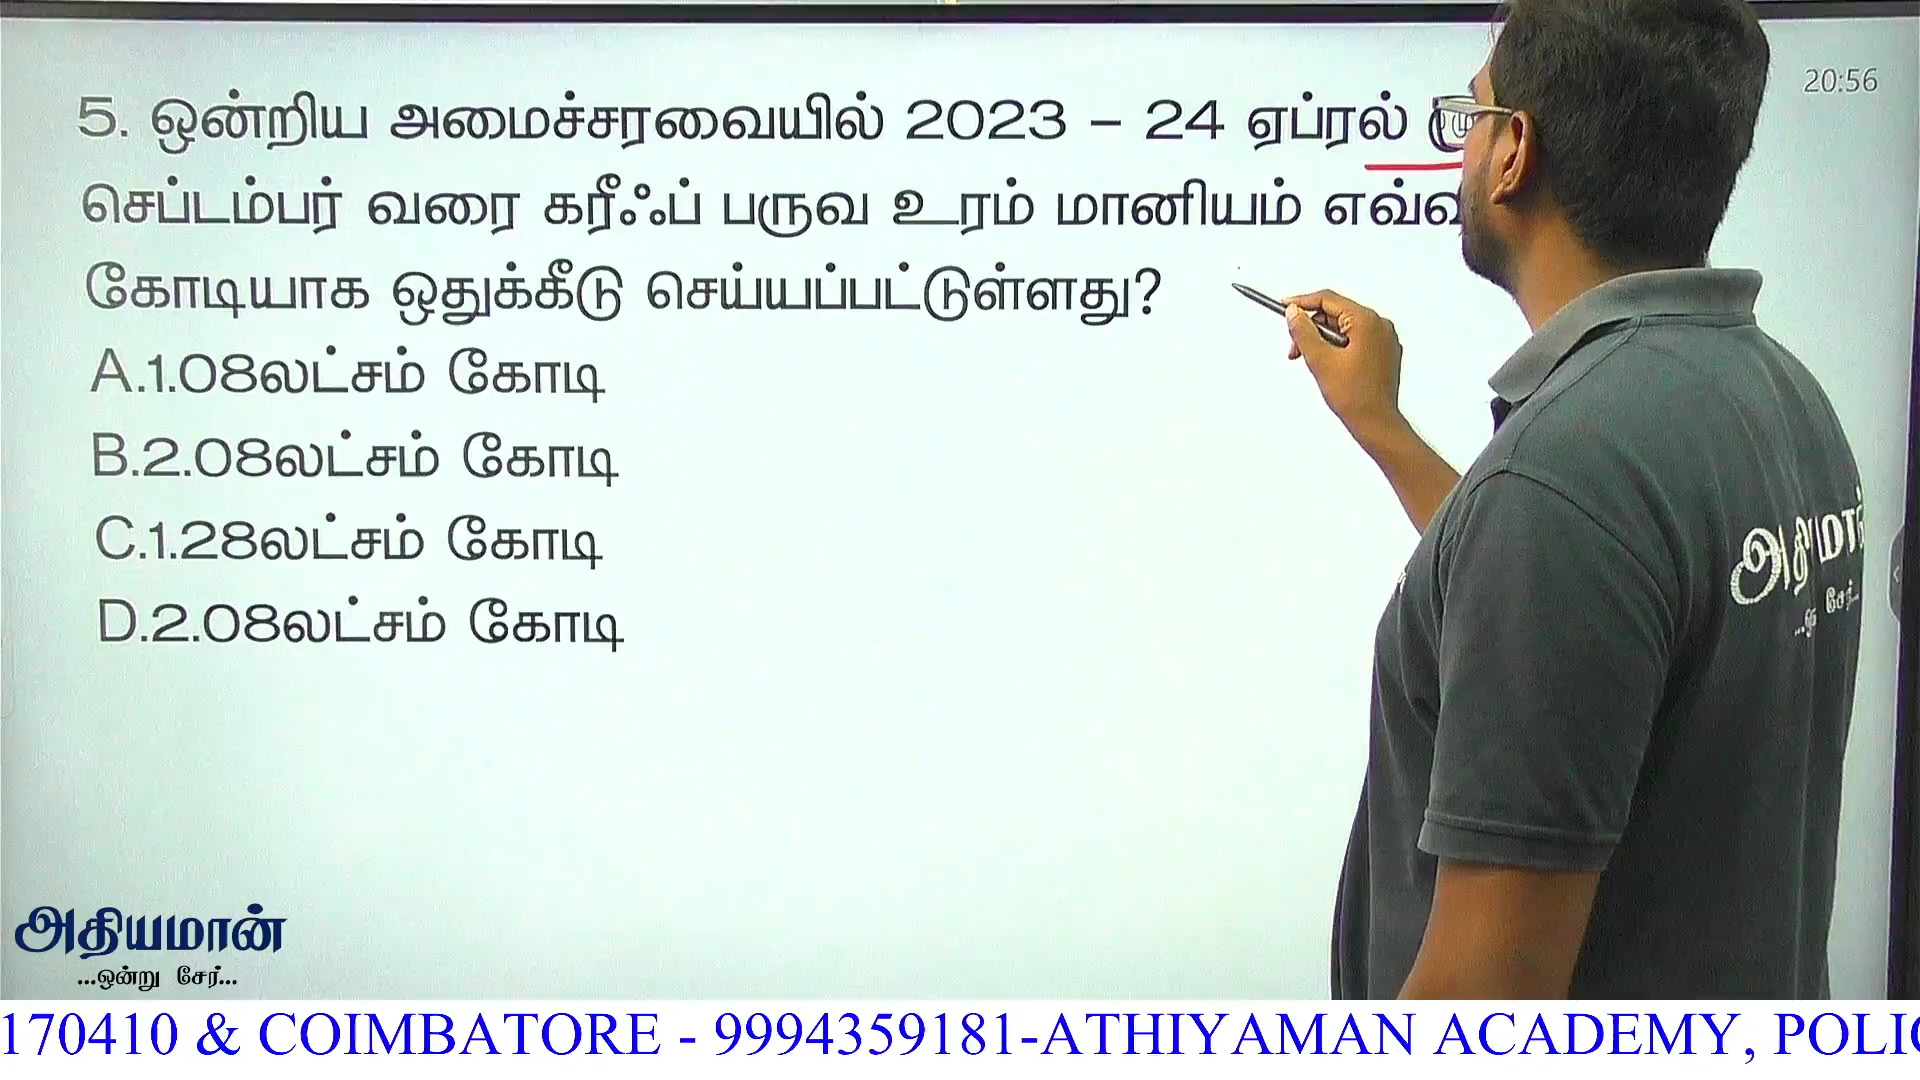 20:56
5. ஒன்றிய அமைச்சரவையில் 2023 – 24 ஏப்ரல்
செப்டம்பர் வரை கரீஃப் பருவ உரம் மானியம்
கோடியாக ஒதுக்கீடு செய்யப்பட்டுள்ளது?
A.1.08லட்சம் கோடி
B.2.08லட்சம் கோடி
C.1.28லட்சம் கோடி
D.2.08லட்சம் கோடி
அதியமான்
...ஒன்று சேர்...
170410 & COIMBATORE - 9994359181-ATHIYAMAN ACADEMY,